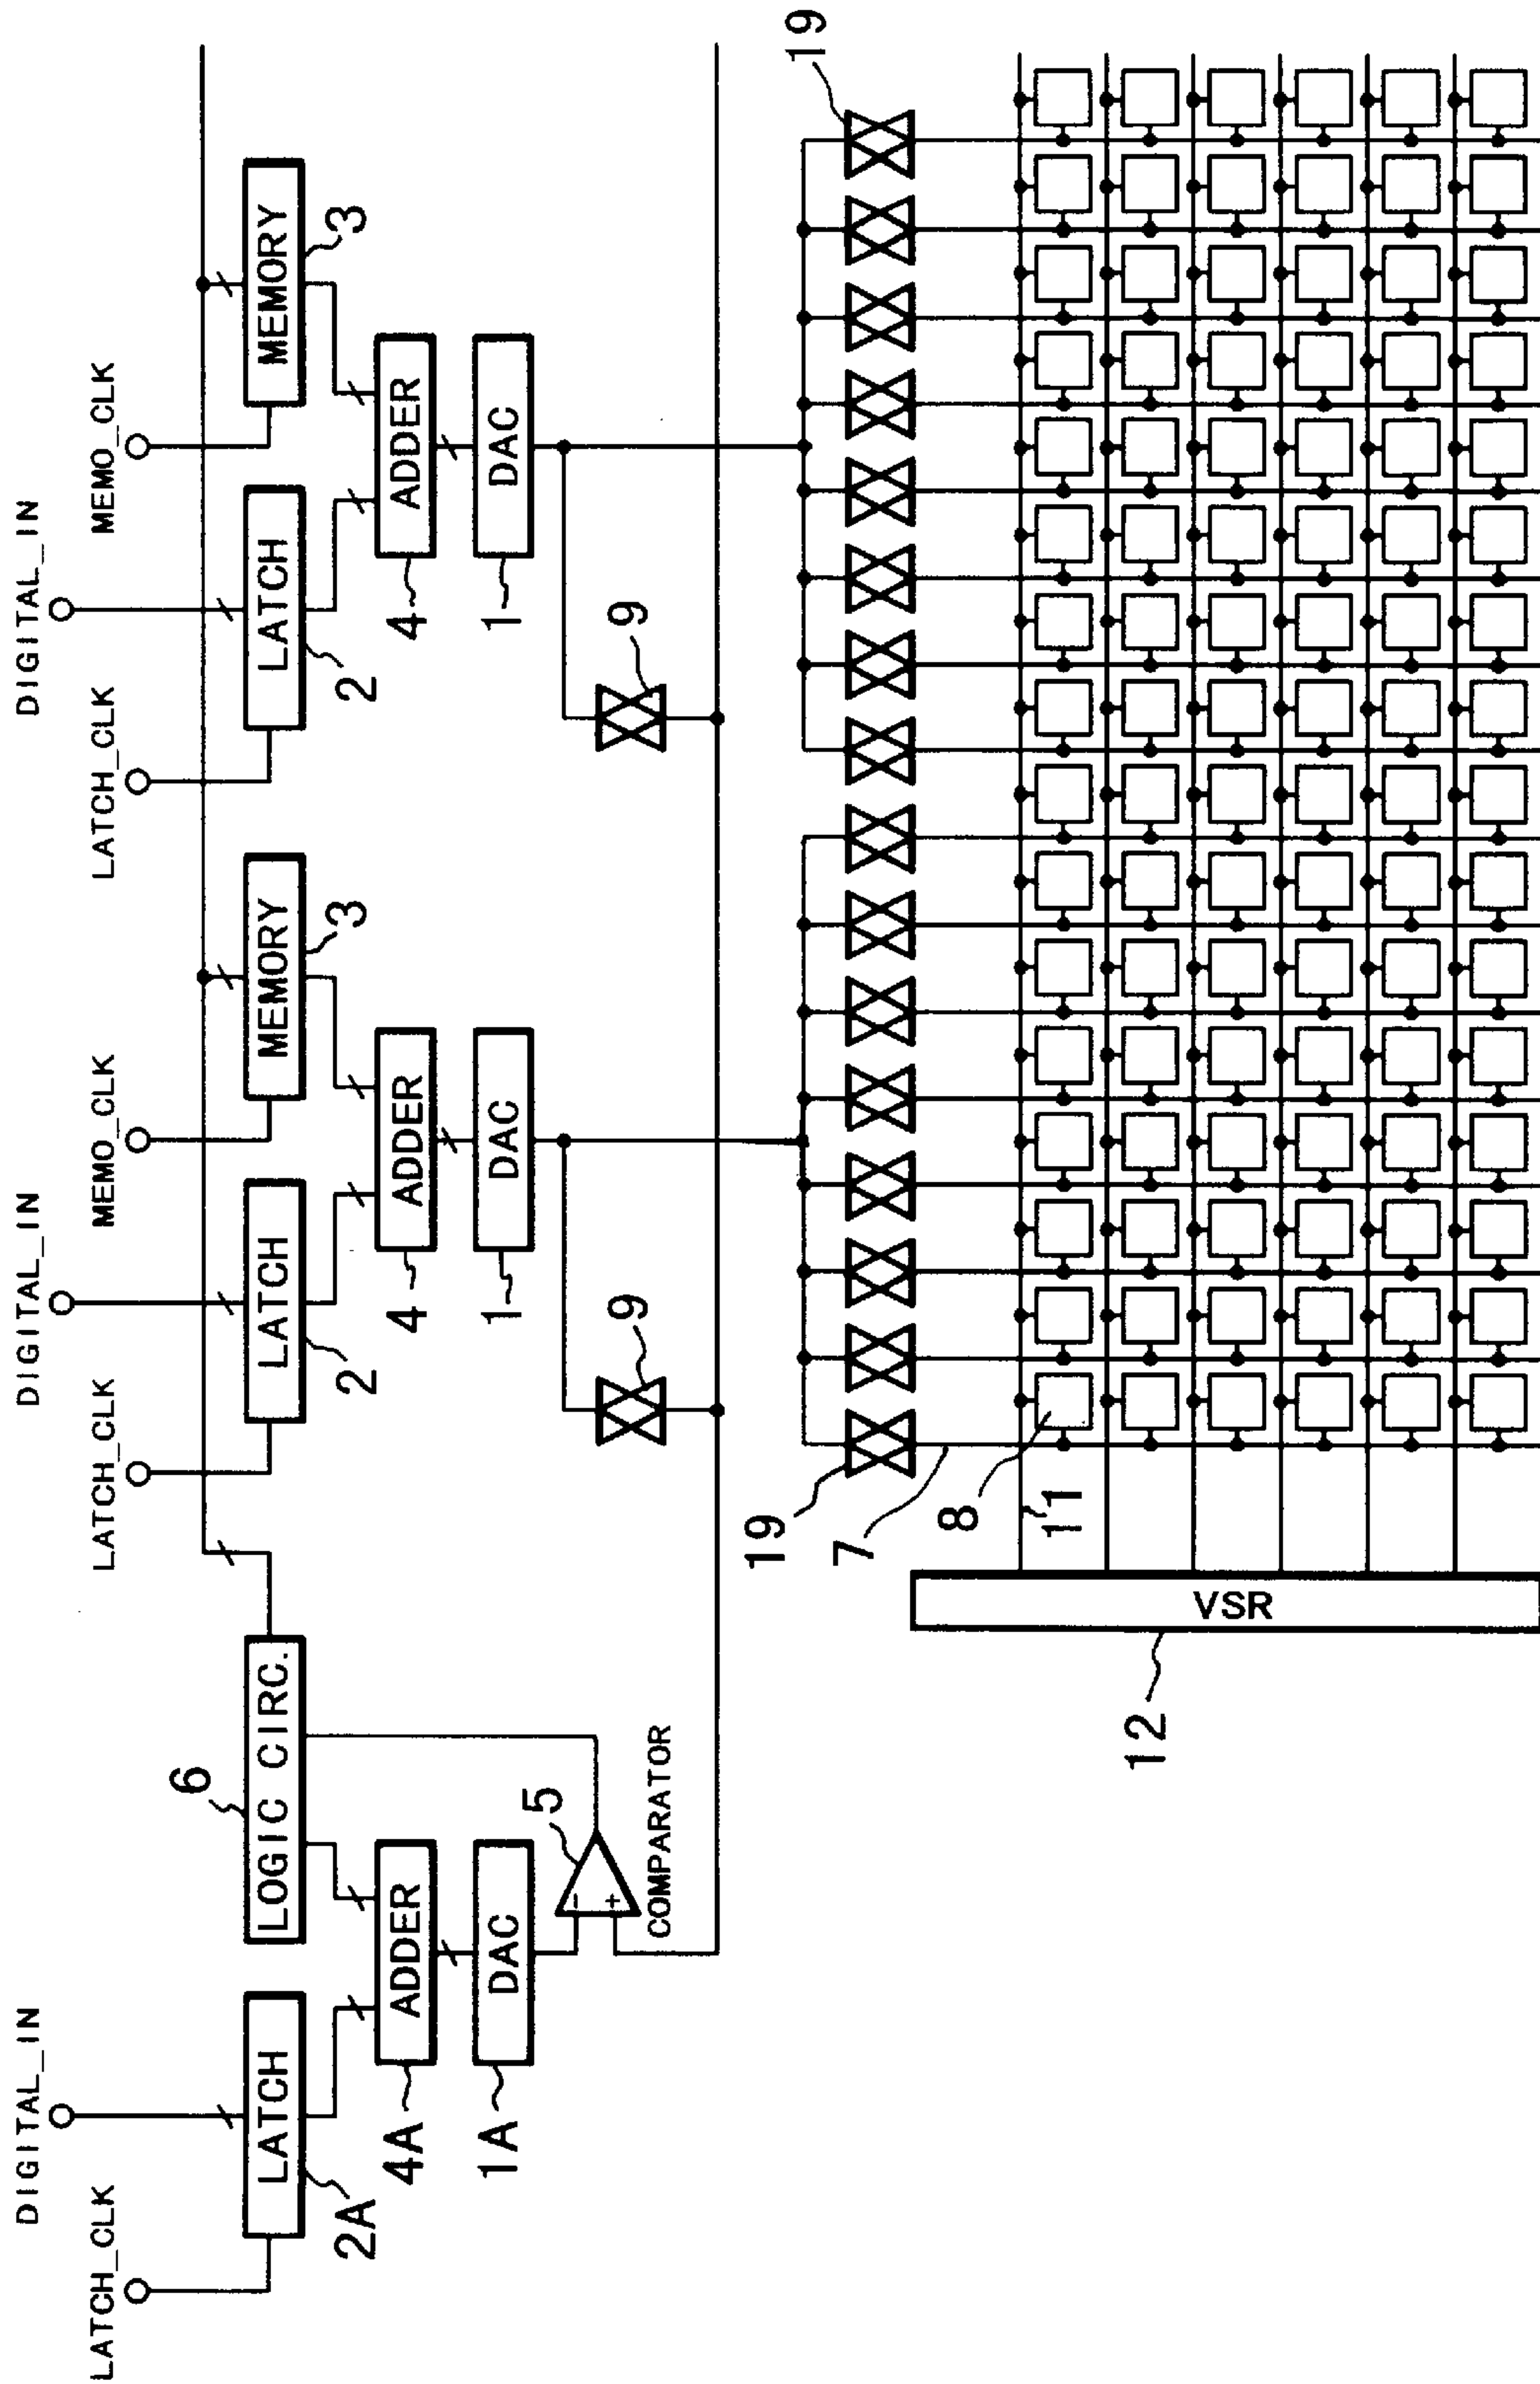 DIGITAL_IN
DIGITAL_IN
DIGITAL_IN
LATCH_CLK
LATCH_CLK
MEMO_CLK
LATCH_CLK
MEMO_CLK
LATCH
LOGIC CIRC.
LATCH
MEMORY
LATCH
MEMORY
2A
6
2
3
2
3
ADDER
ADDER
ADDER
4A
4
4
DAC
DAC
DAC
1A
1
1
5
-
+
COMPARATOR
9
9
19
19
7
8
11
VSR
12